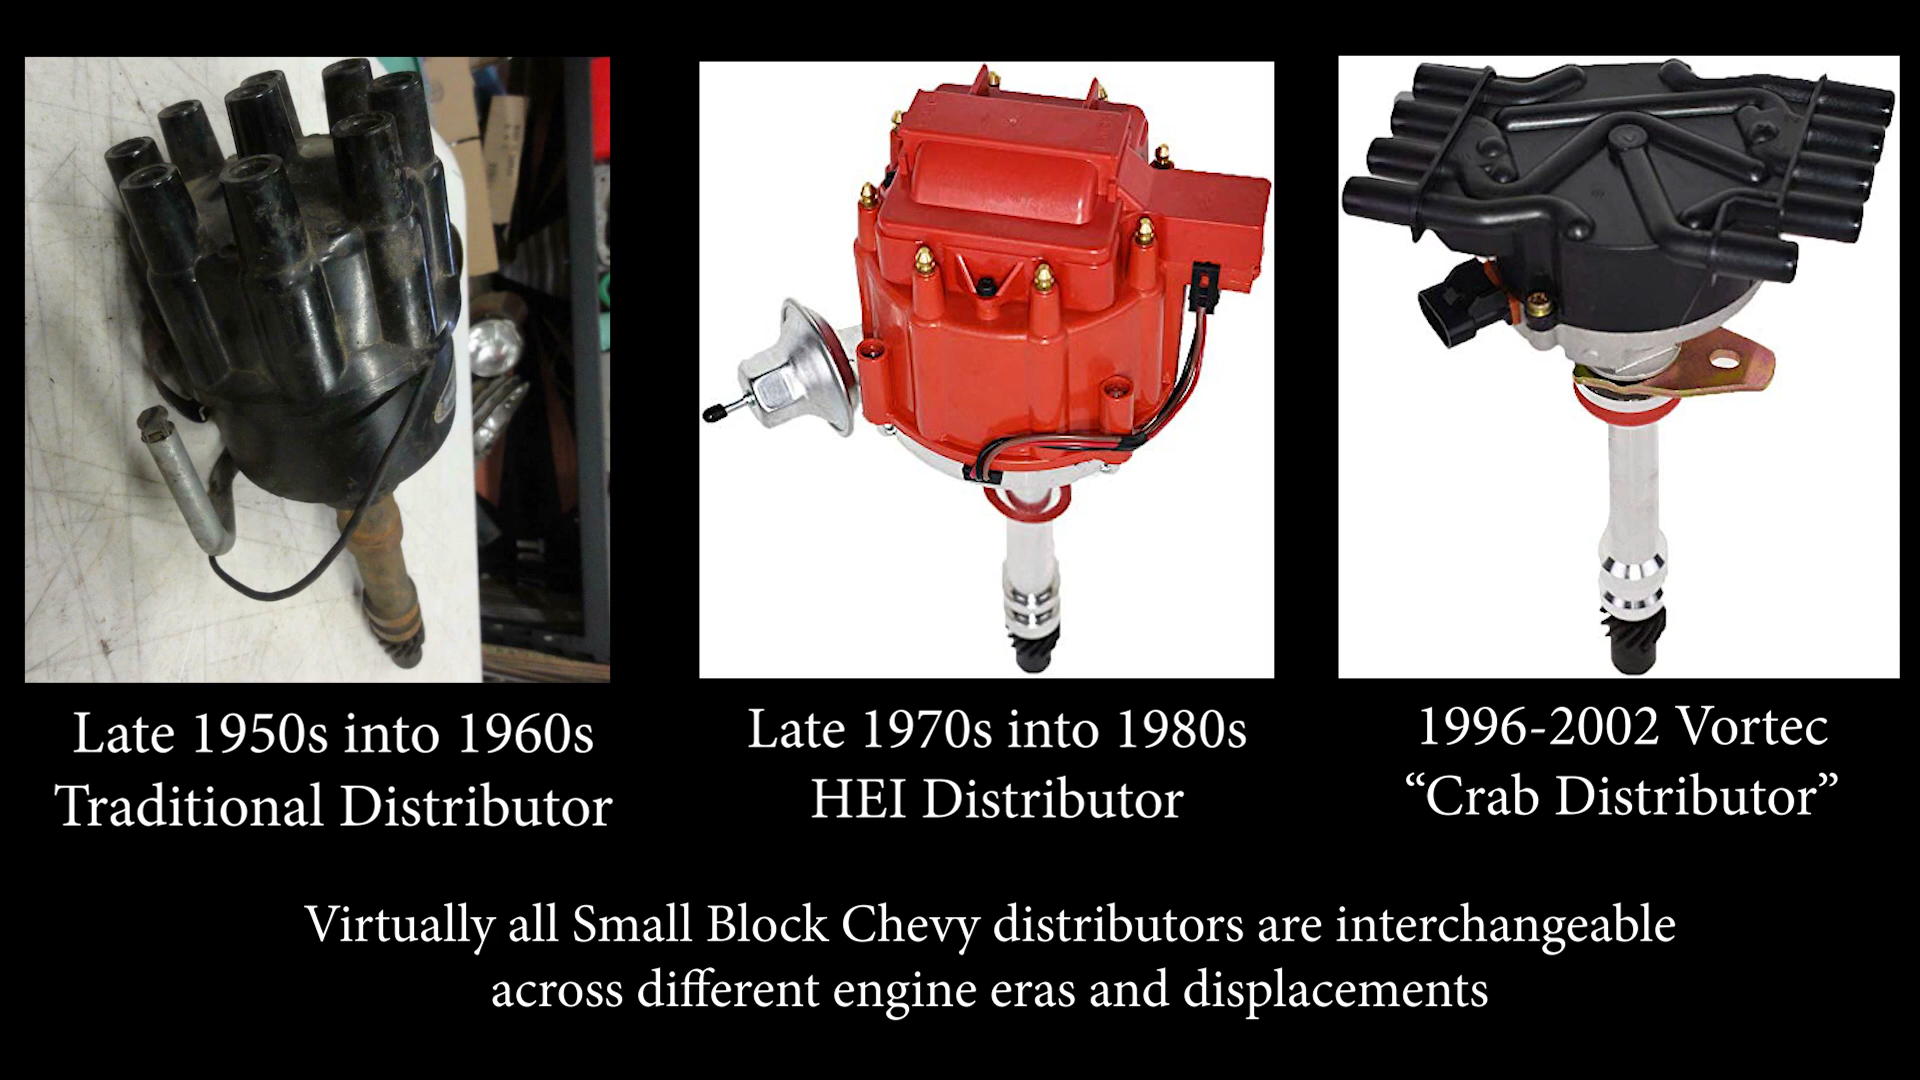 Late 1950s into 1960s
Traditional Distributor
Late 1970s into 1980s
HEI Distributor
1996-2002 Vortec
“Crab Distributor”
Virtually all Small Block Chevy distributors are interchangeable
across different engine eras and displacements